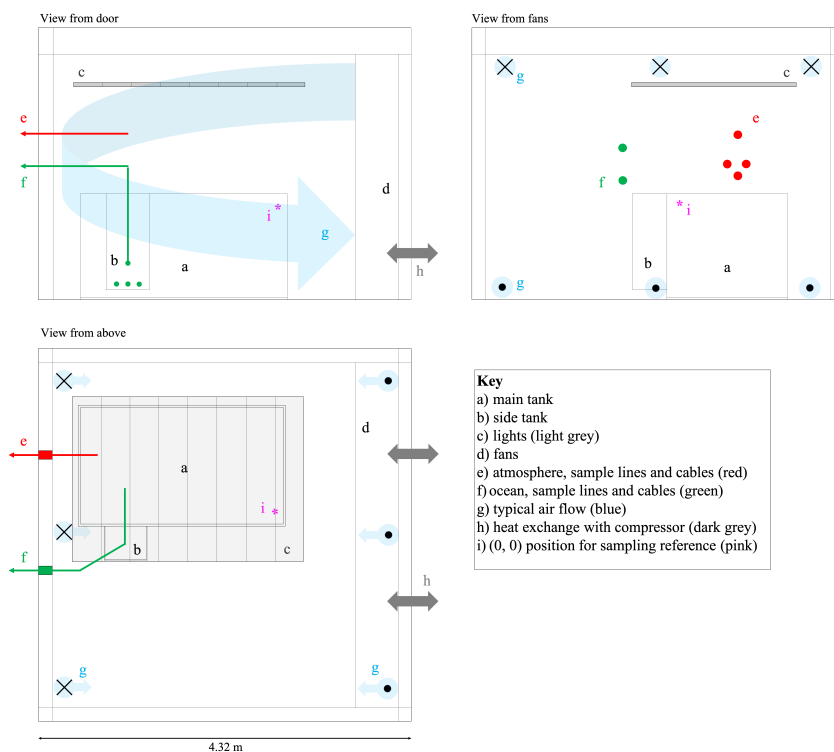 View from door
c
e
f
d
i *
g
b
a
h
View from fans
g
c
e
f
* i
b
a
g
View from above
d
e
a
i *
b
c
f
h
g
g
4.32 m
Key
a) main tank
b) side tank
c) lights (light grey)
d) fans
e) atmosphere, sample lines and cables (red)
f) ocean, sample lines and cables (green)
g) typical air flow (blue)
h) heat exchange with compressor (dark grey)
i) (0, 0) position for sampling reference (pink)